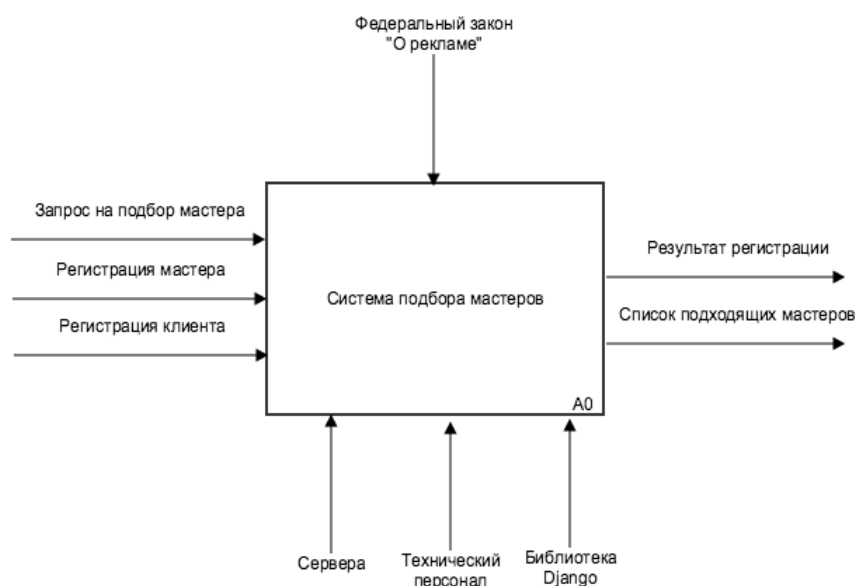 Федеральный закон
"О рекламе"
Запрос на подбор мастера
Регистрация мастера
Регистрация клиента
Система подбора мастеров
A0
Результат регистрации
Список подходящих мастеров
Сервера
Технический
персонал
Библиотека
Django